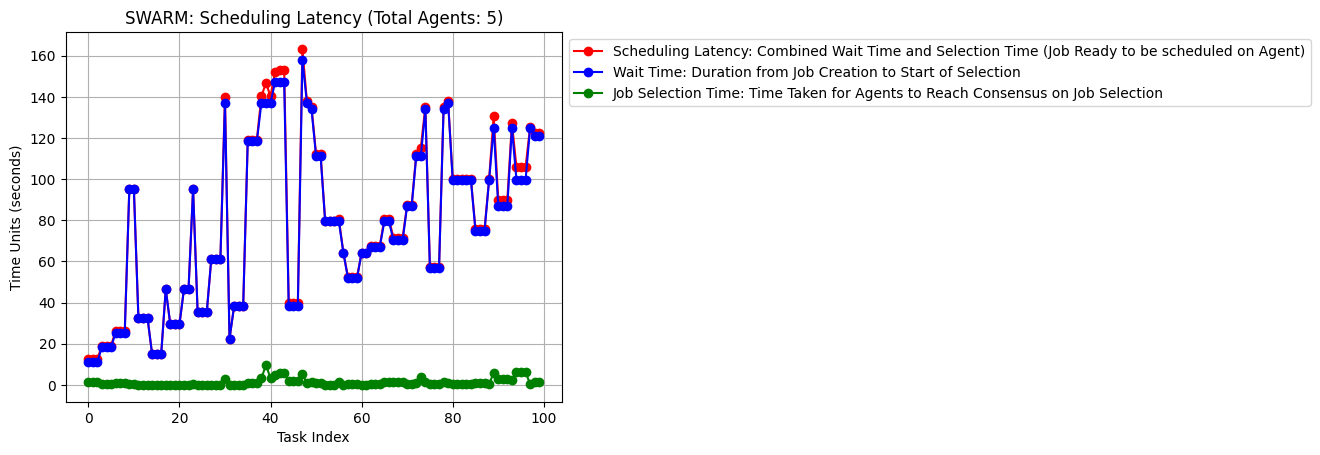 SWARM: Scheduling Latency (Total Agents: 5)
Scheduling Latency: Combined Wait Time and Selection Time (Job Ready to be scheduled on Agent)
Wait Time: Duration from Job Creation to Start of Selection
Job Selection Time: Time Taken for Agents to Reach Consensus on Job Selection
Time Units (seconds)
160
140
120
100
80
60
40
20
0
0 20 40 60 80 100
Task Index